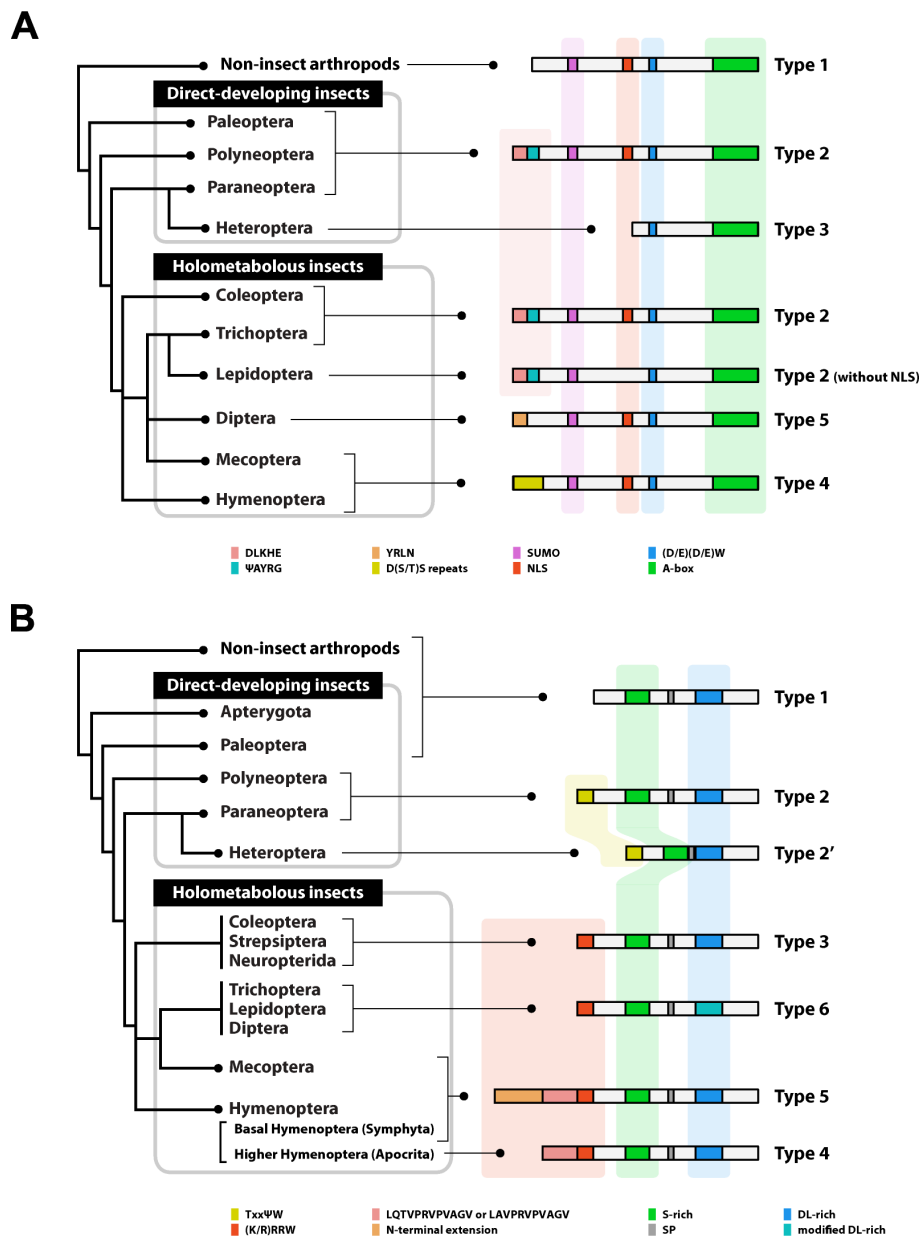 A
Non-insect arthropods
Type 1
Direct-developing insects
Paleoptera
Polyneoptera
Type 2
Paraneoptera
Heteroptera
Type 3
Holometabolous insects
Coleoptera
Type 2
Trichoptera
Lepidoptera
Type 2 (without NLS)
Diptera
Type 5
Mecoptera
Type 4
Hymenoptera
DLKHE YRLN SUMO (D/E)(D/E)W
ΨAYRG D(S/T)S repeats NLS A-box
B
Non-insect arthropods
Direct-developing insects
Type 1
Apterygota
Paleoptera
Polyneoptera
Type 2
Paraneoptera
Heteroptera
Type 2′
Holometabolous insects
Coleoptera
Strepsiptera
Type 3
Neuropterida
Trichoptera
Lepidoptera
Type 6
Diptera
Mecoptera
Type 5
Hymenoptera
Basal Hymenoptera (Symphyta)
Higher Hymenoptera (Apocrita)
Type 4
TxxΨW LQTVPRVPVAGV or LAVPRVPVAGV S-rich DL-rich
(K/R)RRW N-terminal extension SP modified DL-rich